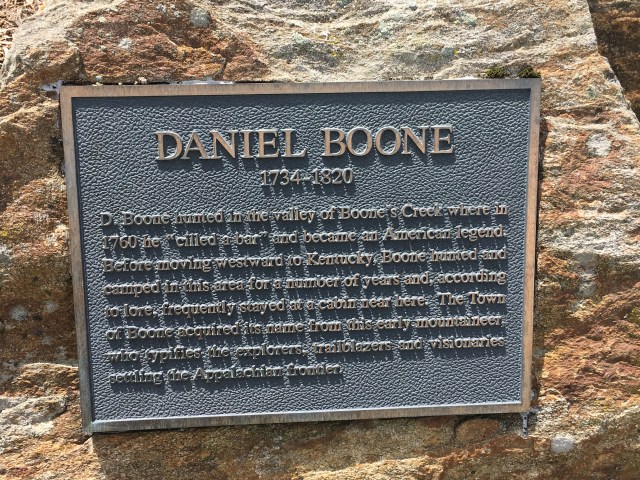 DANIEL BOONE
1734-1820
D. Boone hunted in the valley of Boone's Creek where in
1760 he "cilled a bar" and became an American legend.
Before moving westward to Kentucky, Boone hunted and
camped in this area for a number of years and, according
to lore, frequently stayed at a cabin near here. The Town
of Boone acquired its name from this early mountaineer,
who typifies the explorers, trailblazers and visionaries
settling the Appalachian frontier.